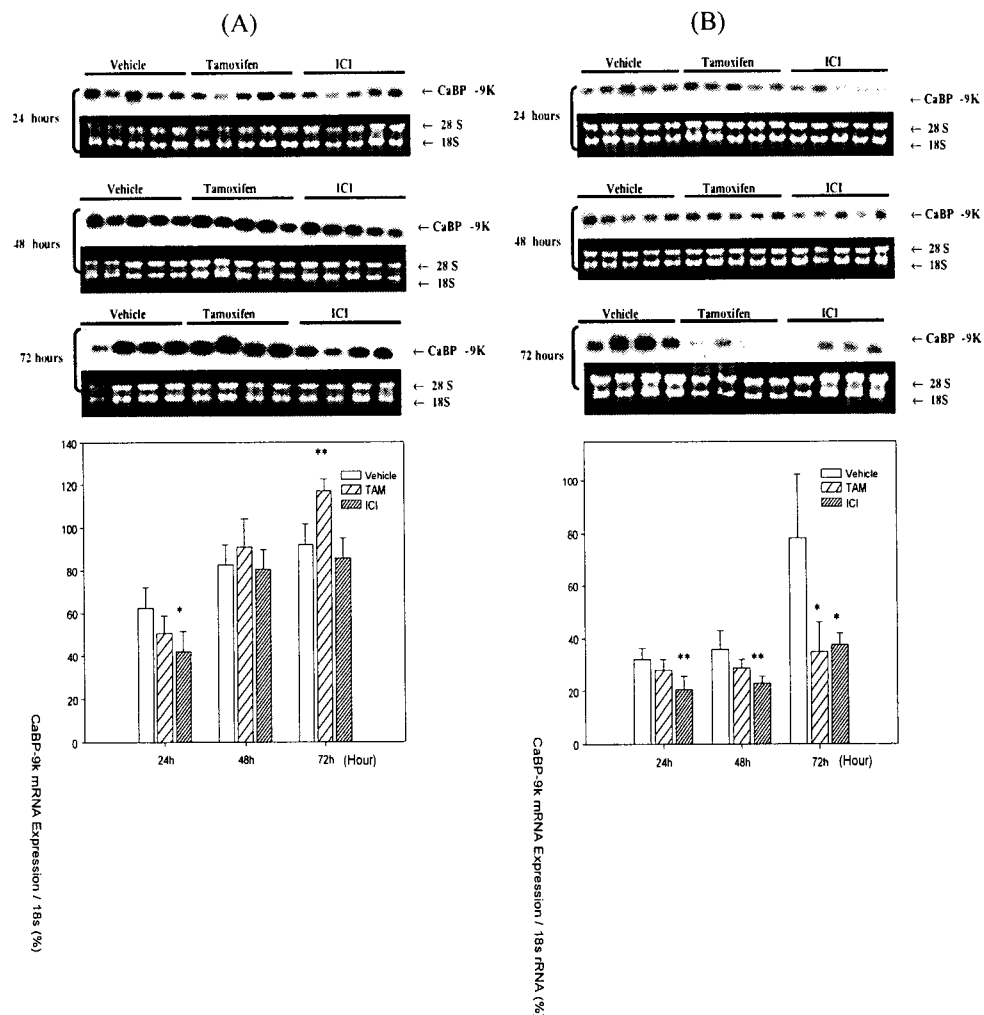 (A)
Vehicle Tamoxifen ICI
24 hours
← CaBP -9K
← 28 S
← 18S
Vehicle Tamoxifen ICI
48 hours
← CaBP -9K
← 28 S
← 18S
Vehicle Tamoxifen ICI
72 hours
← CaBP -9K
← 28 S
← 18S
CaBP-9k mRNA Expression / 18s (%)
140
120
100
80
60
40
20
0
Vehicle
TAM
ICI
*
**
24h 48h 72h (Hour)
(B)
Vehicle Tamoxifen ICI
24 hours
← CaBP -9K
← 28 S
← 18S
Vehicle Tamoxifen ICI
48 hours
← CaBP -9K
← 28 S
← 18S
Vehicle Tamoxifen ICI
72 hours
← CaBP -9K
← 28 S
← 18S
CaBP-9k mRNA Expression / 18s rRNA (%)
100
80
60
40
20
0
Vehicle
TAM
ICI
**
**
*
*
24h 48h 72h (Hour)